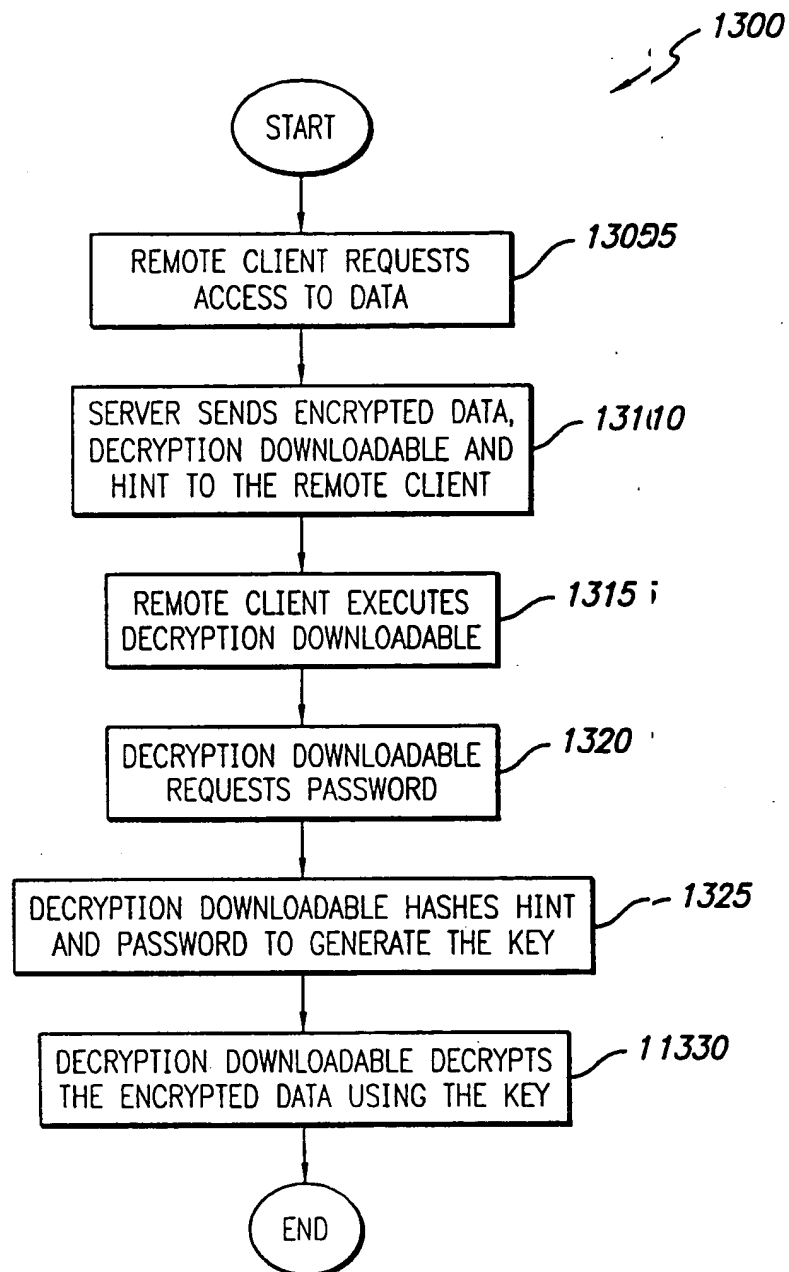 1300
START
REMOTE CLIENT REQUESTS
ACCESS TO DATA
13055
SERVER SENDS ENCRYPTED DATA,
DECRYPTION DOWNLOADABLE AND
HINT TO THE REMOTE CLIENT
131010
REMOTE CLIENT EXECUTES
DECRYPTION DOWNLOADABLE
1315
DECRYPTION DOWNLOADABLE
REQUESTS PASSWORD
1320
DECRYPTION DOWNLOADABLE HASHES HINT
AND PASSWORD TO GENERATE THE KEY
1325
DECRYPTION DOWNLOADABLE DECRYPTS
THE ENCRYPTED DATA USING THE KEY
11330
END